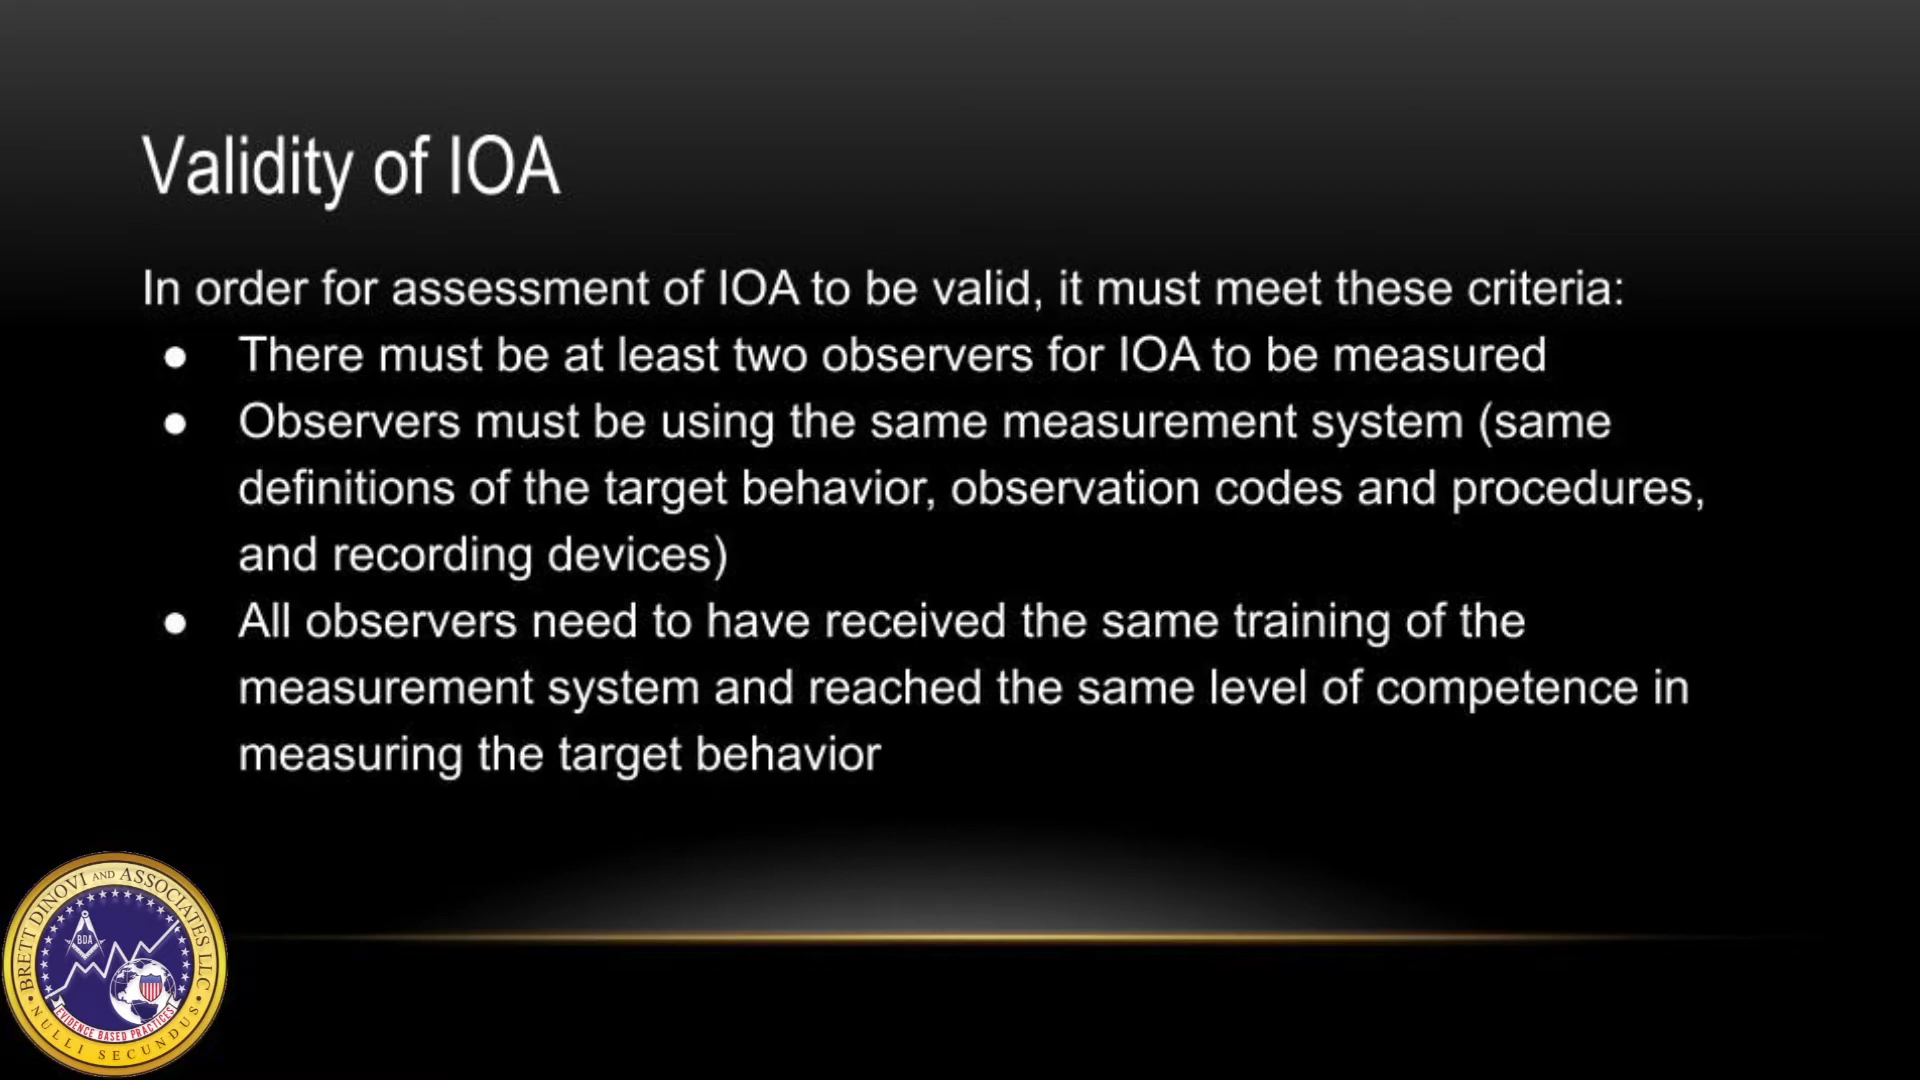 Validity of IOA
In order for assessment of IOA to be valid, it must meet these criteria:
● There must be at least two observers for IOA to be measured
● Observers must be using the same measurement system (same
definitions of the target behavior, observation codes and procedures,
and recording devices)
● All observers need to have received the same training of the
measurement system and reached the same level of competence in
measuring the target behavior
BRETT DINOVI AND ASSOCIATES LLC
BDA
EVIDENCE BASED PRACTICES
NULLI SECUNDUS